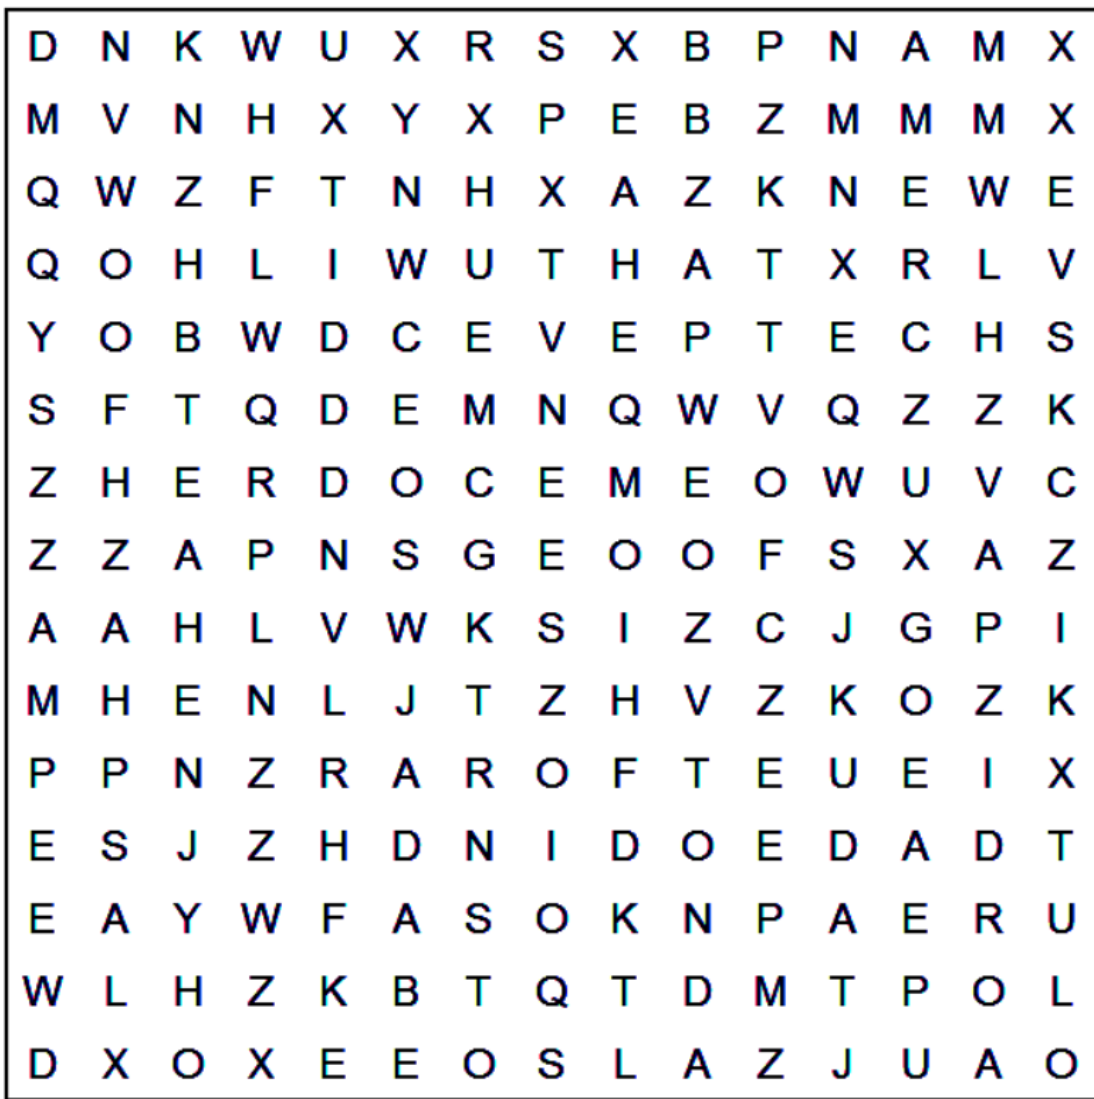 D N K W U X R S X B P N A M X
M V N H X Y X P E B Z M M M X
Q W Z F T N H X A Z K N E W E
Q O H L I W U T H A T X R L V
Y O B W D C E V E P T E C H S
S F T Q D E M N Q W V Q Z Z K
Z H E R D O C E M E O W U V C
Z Z A P N S G E O O F S X A Z
A A H L V W K S I Z C J G P I
M H E N L J T Z H V Z K O Z K
P P N Z R A R O F T E U E I X
E S J Z H D N I D O E D A D T
E A Y W F A S O K N P A E R U
W L H Z K B T Q T D M T P O L
D X O X E E O S L A Z J U A O